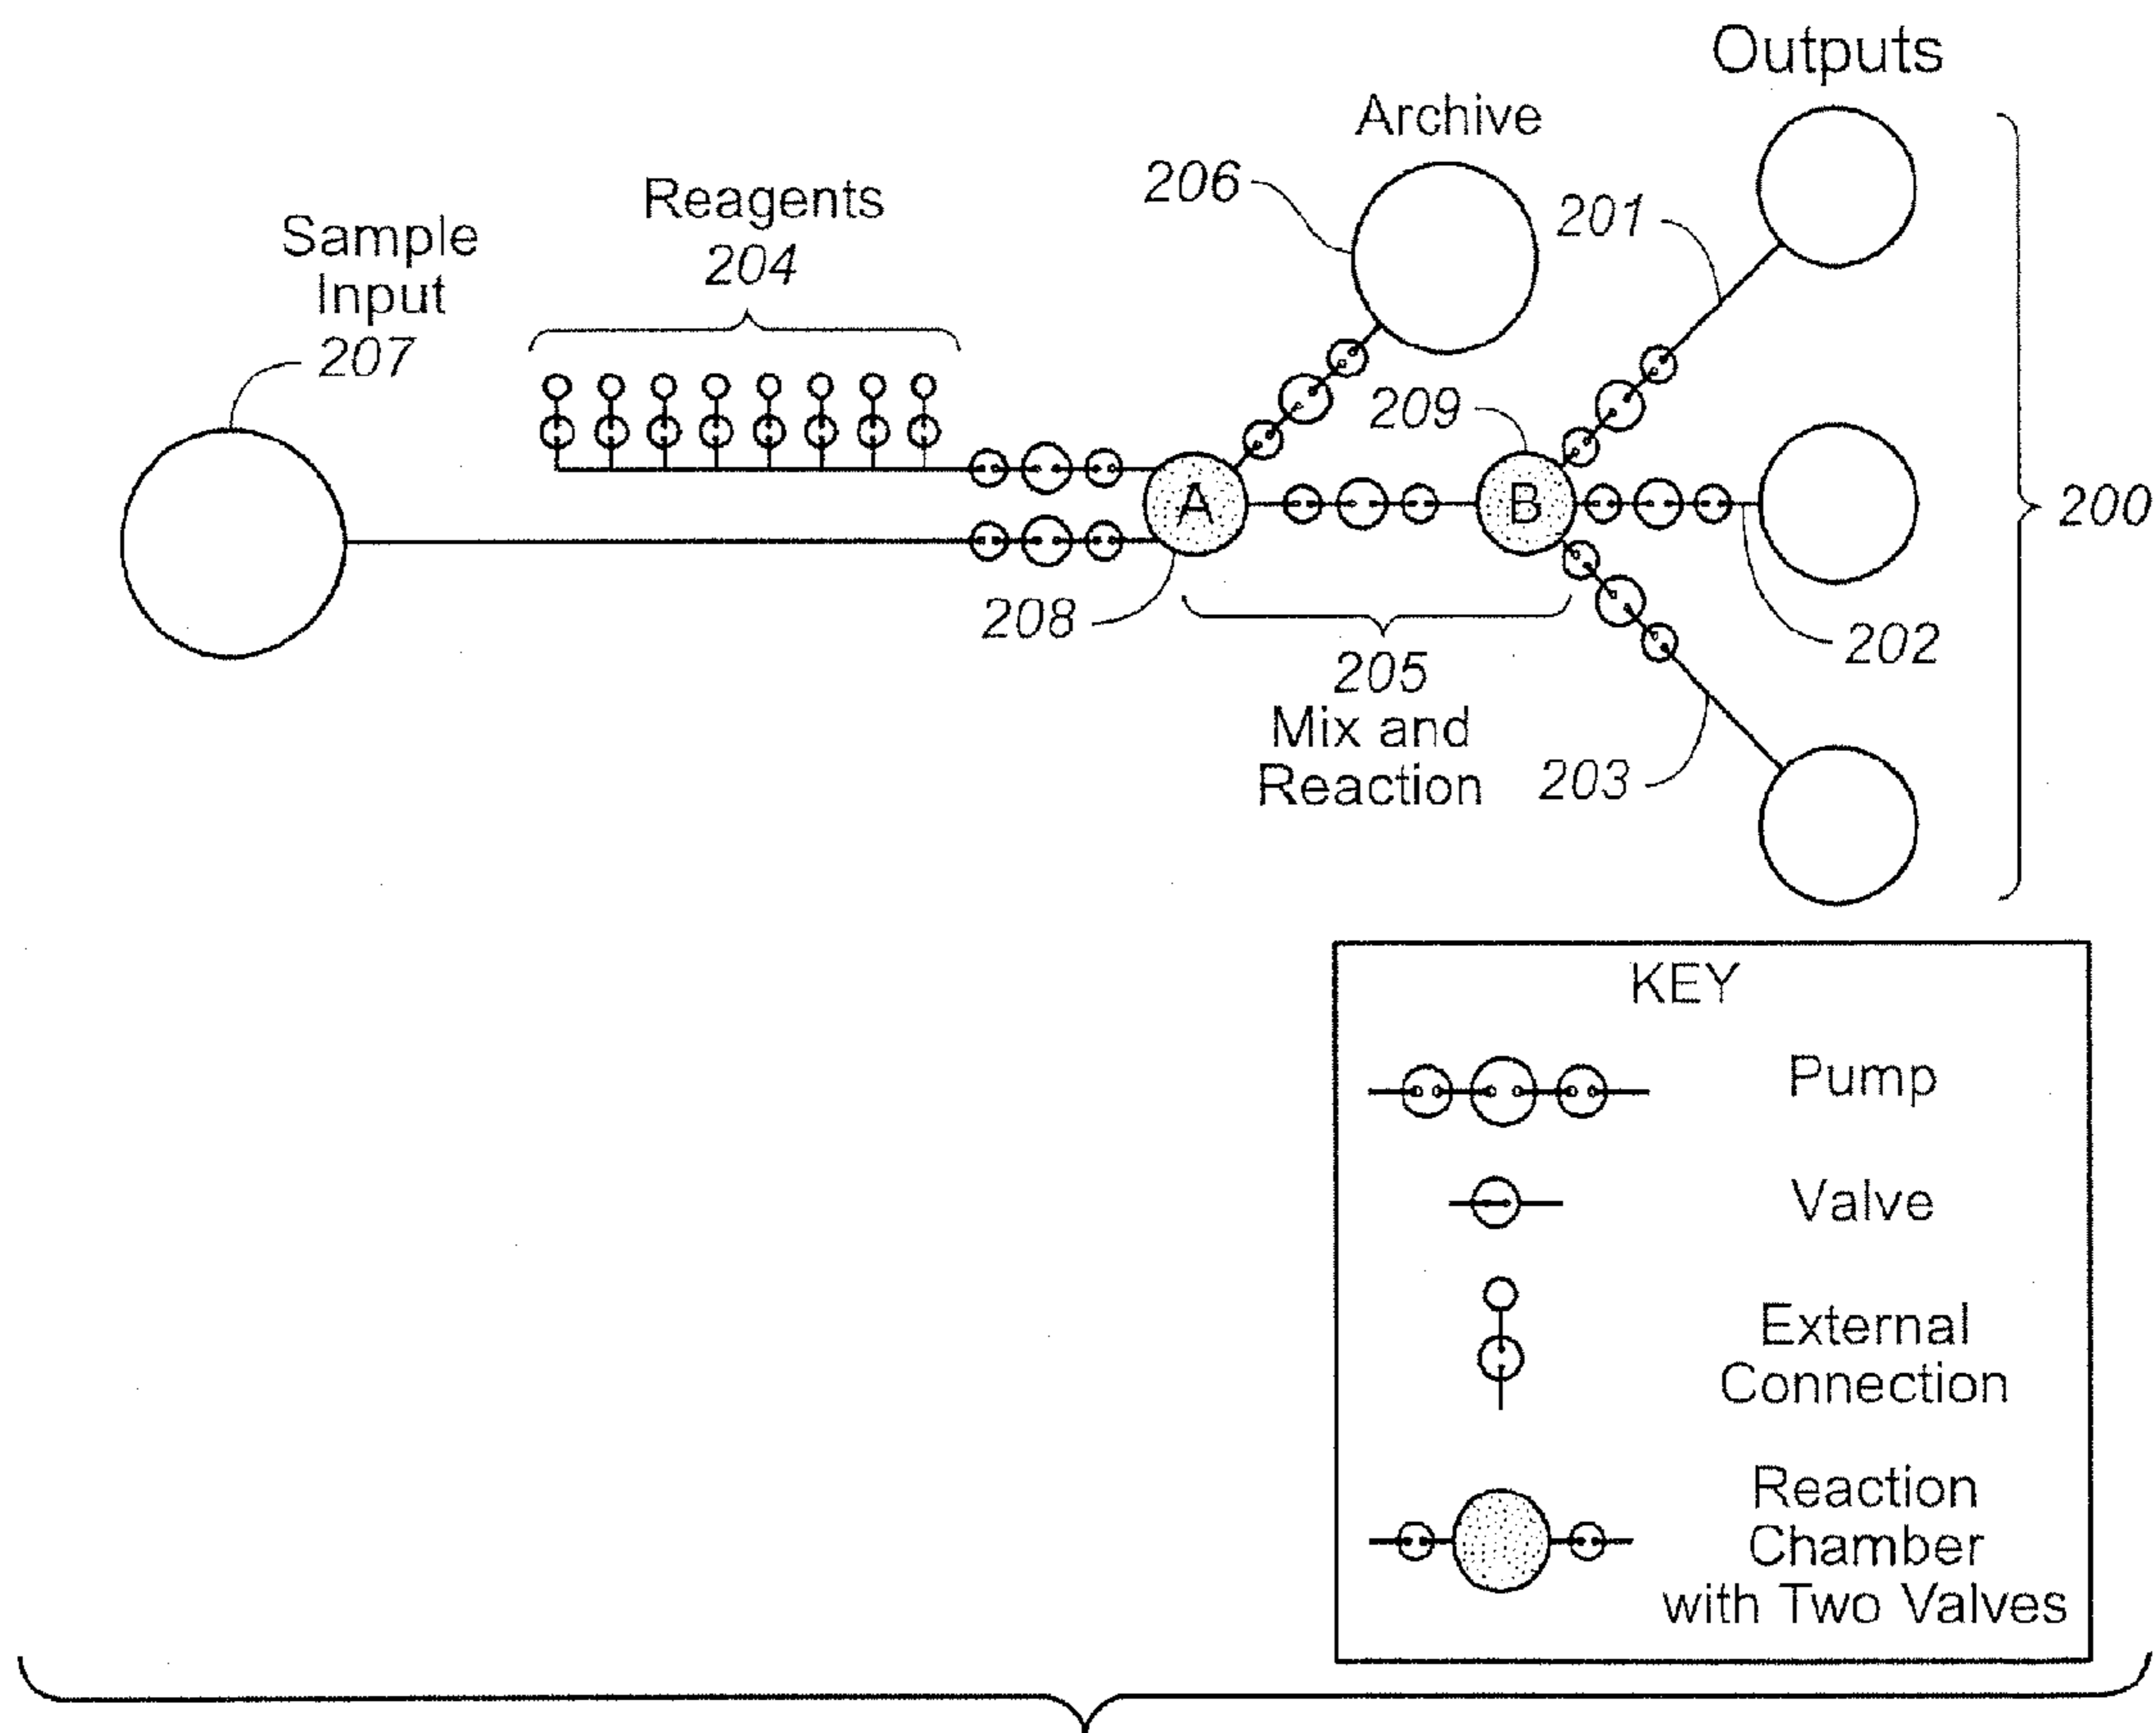 Outputs
Archive
206
201
Reagents
204
Sample
Input
207
209
A
B
200
208
205
Mix and
Reaction
202
203
KEY
Pump
Valve
External
Connection
Reaction
Chamber
with Two Valves